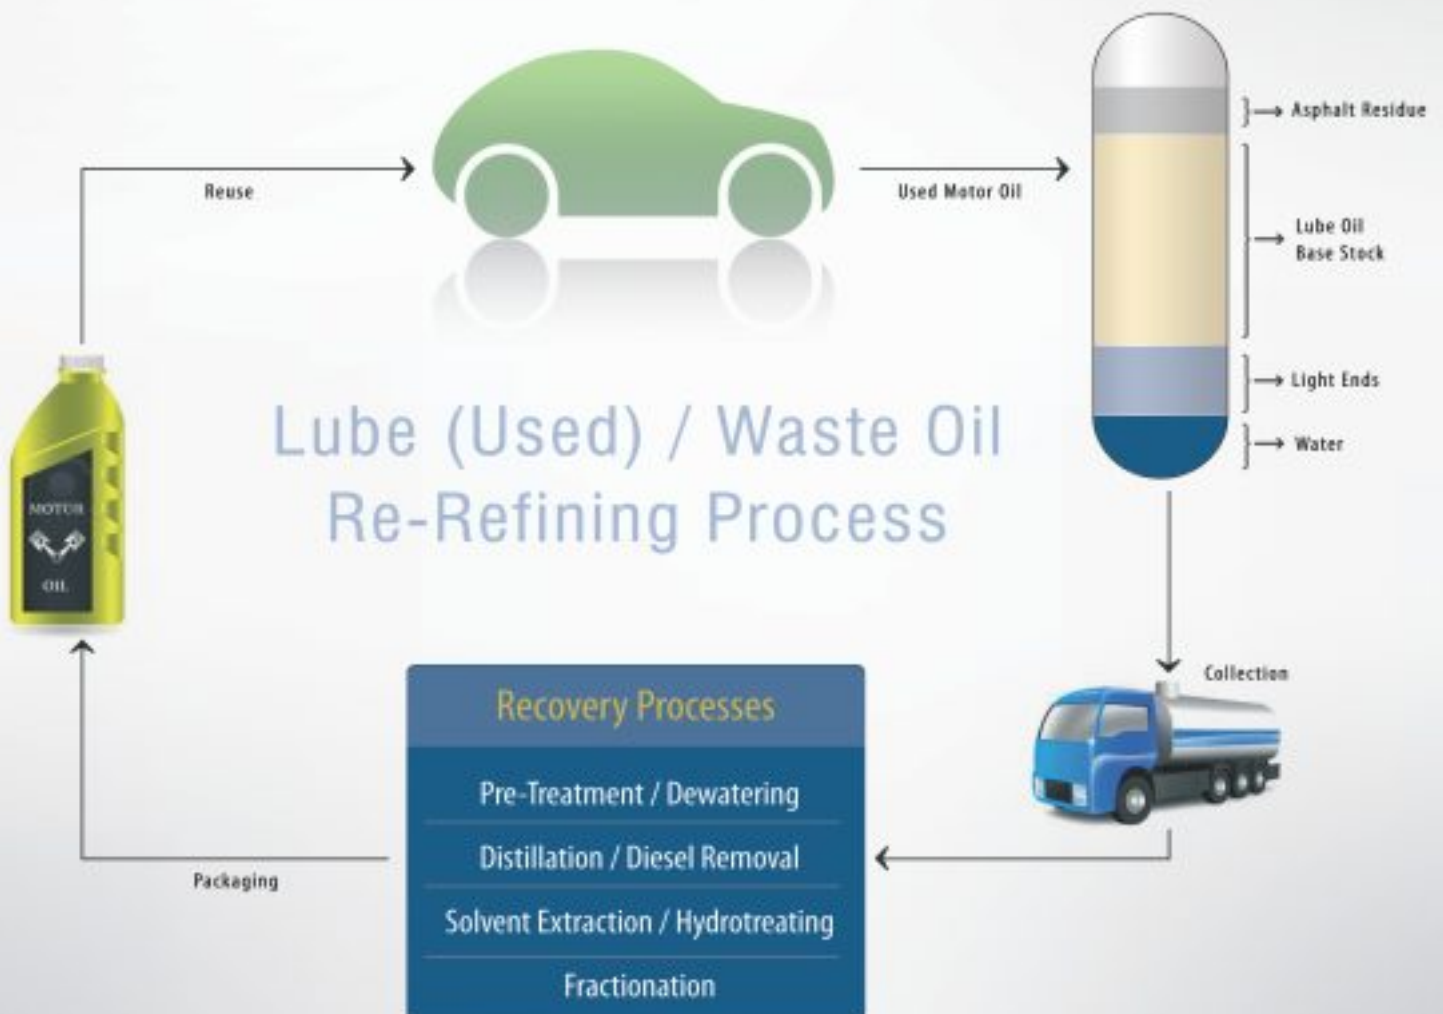 Asphalt Residue
Reuse
Used Motor Oil
Lube Oil
Base Stock
Light Ends
Lube (Used) / Waste Oil
Re-Refining Process
Water
MOTOR
OIL
Collection
Recovery Processes
Pre-Treatment / Dewatering
Distillation / Diesel Removal
Packaging
Solvent Extraction / Hydrotreating
Fractionation